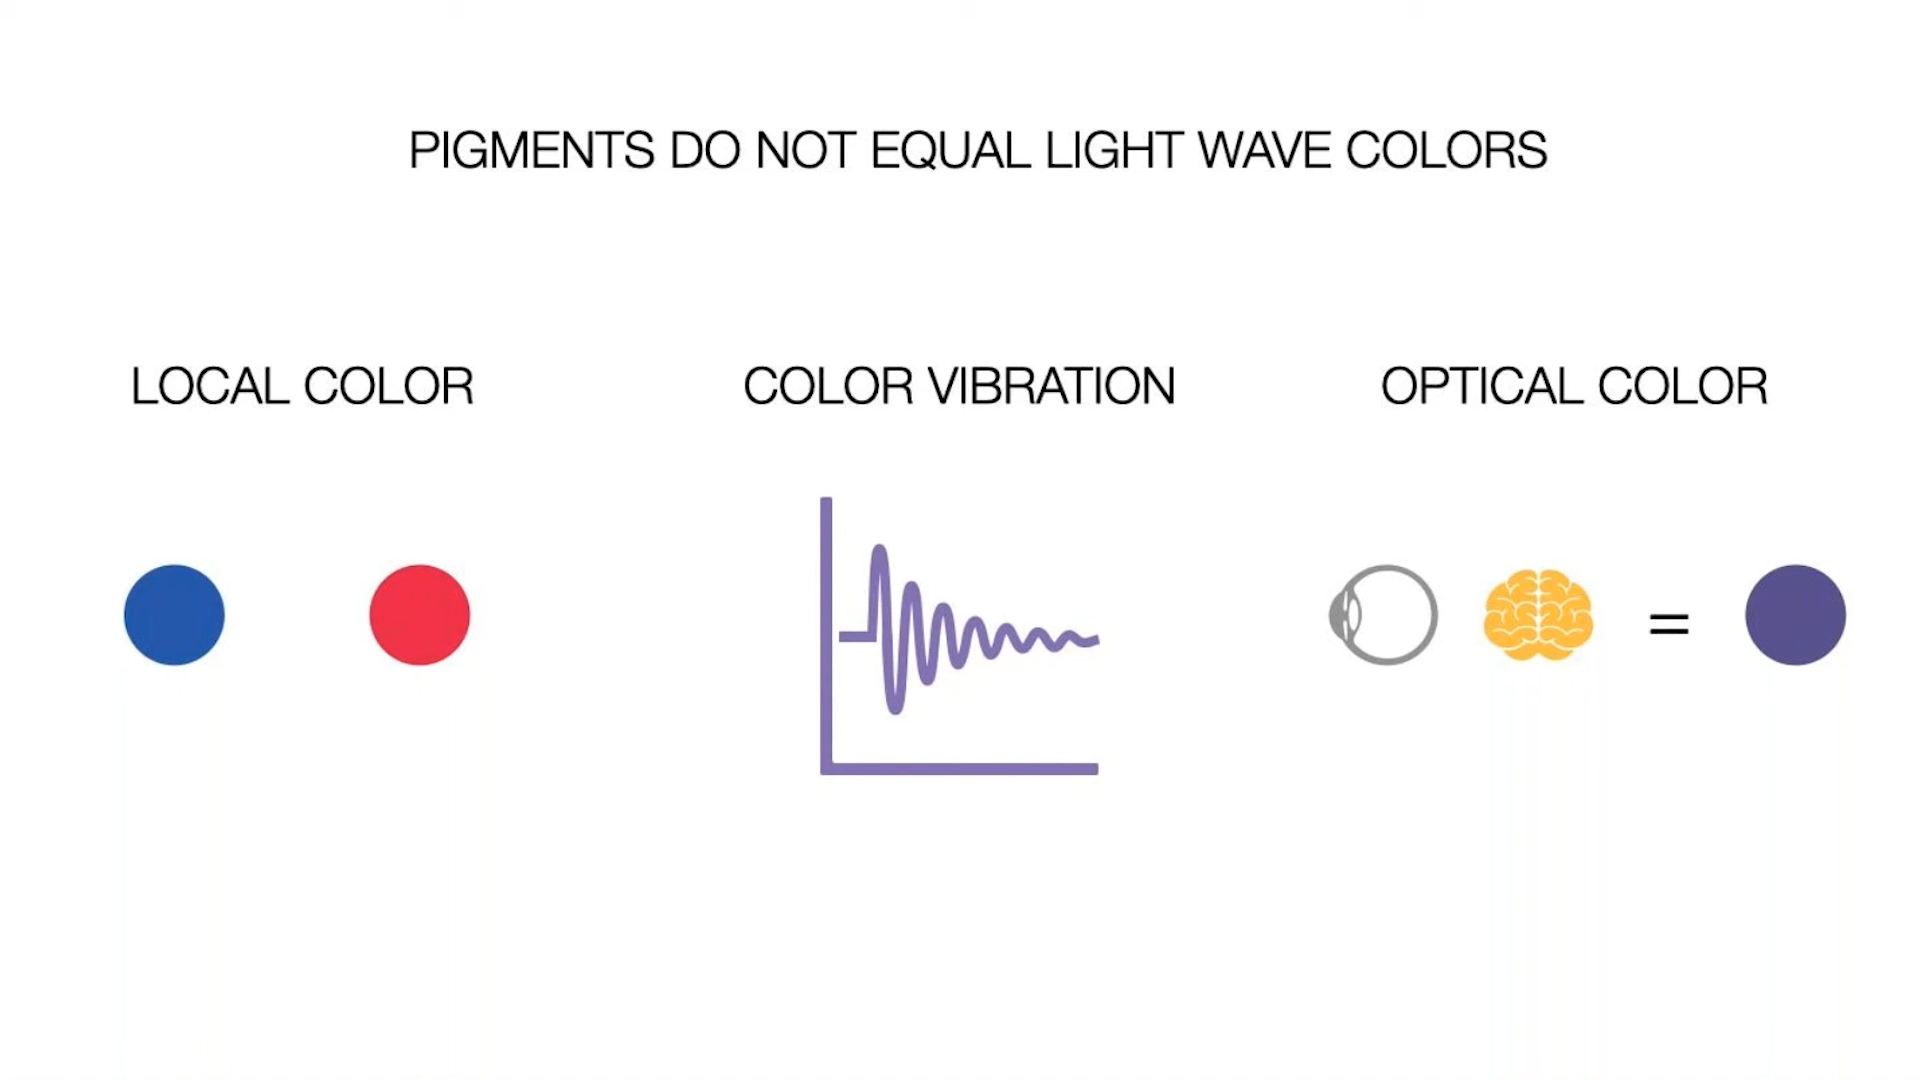 PIGMENTS DO NOT EQUAL LIGHT WAVE COLORS
LOCAL COLOR
COLOR VIBRATION
OPTICAL COLOR
=